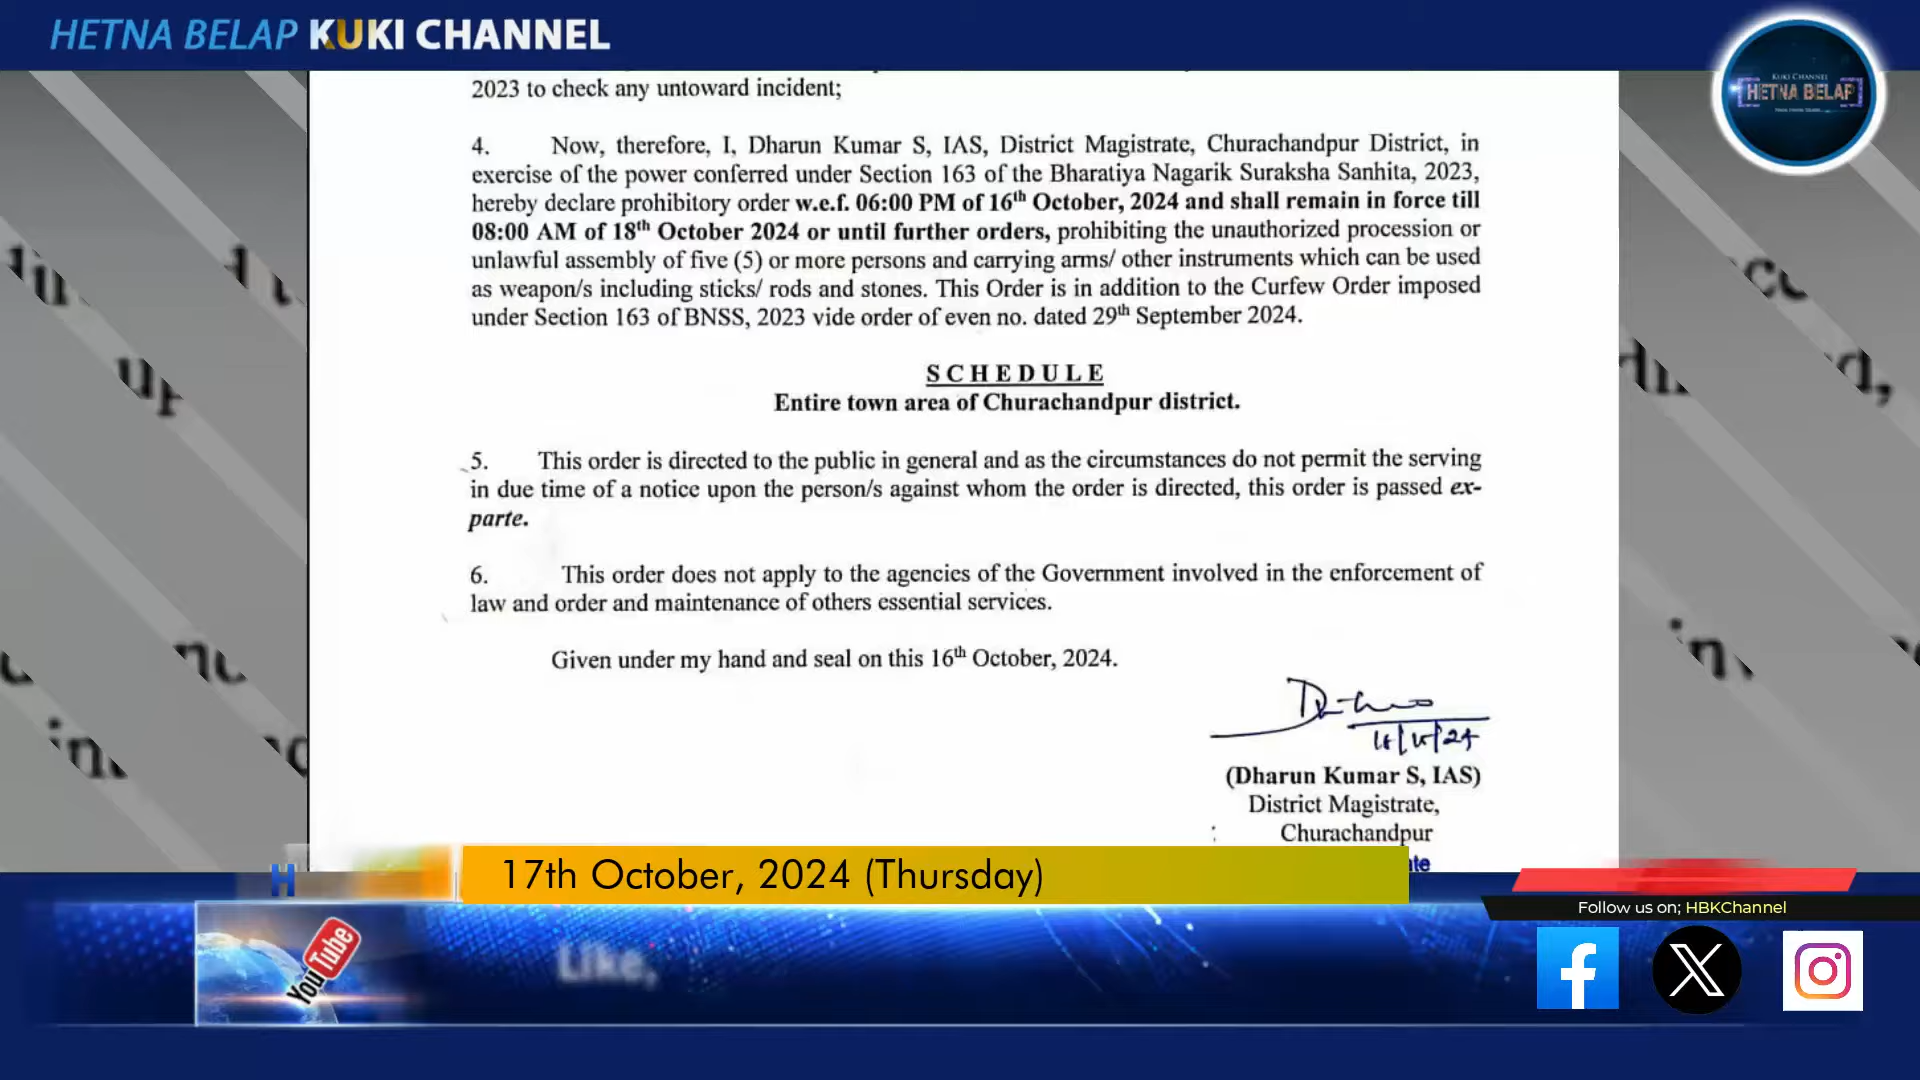 HETNA BELAP KUKI CHANNEL
KUKI CHANNEL
HETNA BELAP
2023 to check any untoward incident;
4. Now, therefore, I, Dharun Kumar S, IAS, District Magistrate, Churachandpur District, in
exercise of the power conferred under Section 163 of the Bharatiya Nagarik Suraksha Sanhita, 2023,
hereby declare prohibitory order w.e.f. 06:00 PM of 16th October, 2024 and shall remain in force till
08:00 AM of 18th October 2024 or until further orders, prohibiting the unauthorized procession or
unlawful assembly of five (5) or more persons and carrying arms/ other instruments which can be used
as weapon/s including sticks/ rods and stones. This Order is in addition to the Curfew Order imposed
under Section 163 of BNSS, 2023 vide order of even no. dated 29th September 2024.
SCHEDULE
Entire town area of Churachandpur district.
5. This order is directed to the public in general and as the circumstances do not permit the serving
in due time of a notice upon the person/s against whom the order is directed, this order is passed ex-
parte.
6. This order does not apply to the agencies of the Government involved in the enforcement of
law and order and maintenance of others essential services.
Given under my hand and seal on this 16th October, 2024.
(Dharun Kumar S, IAS)
District Magistrate,
Churachandpur
17th October, 2024 (Thursday)
H
Follow us on; HBKChannel
YouTube
Like,